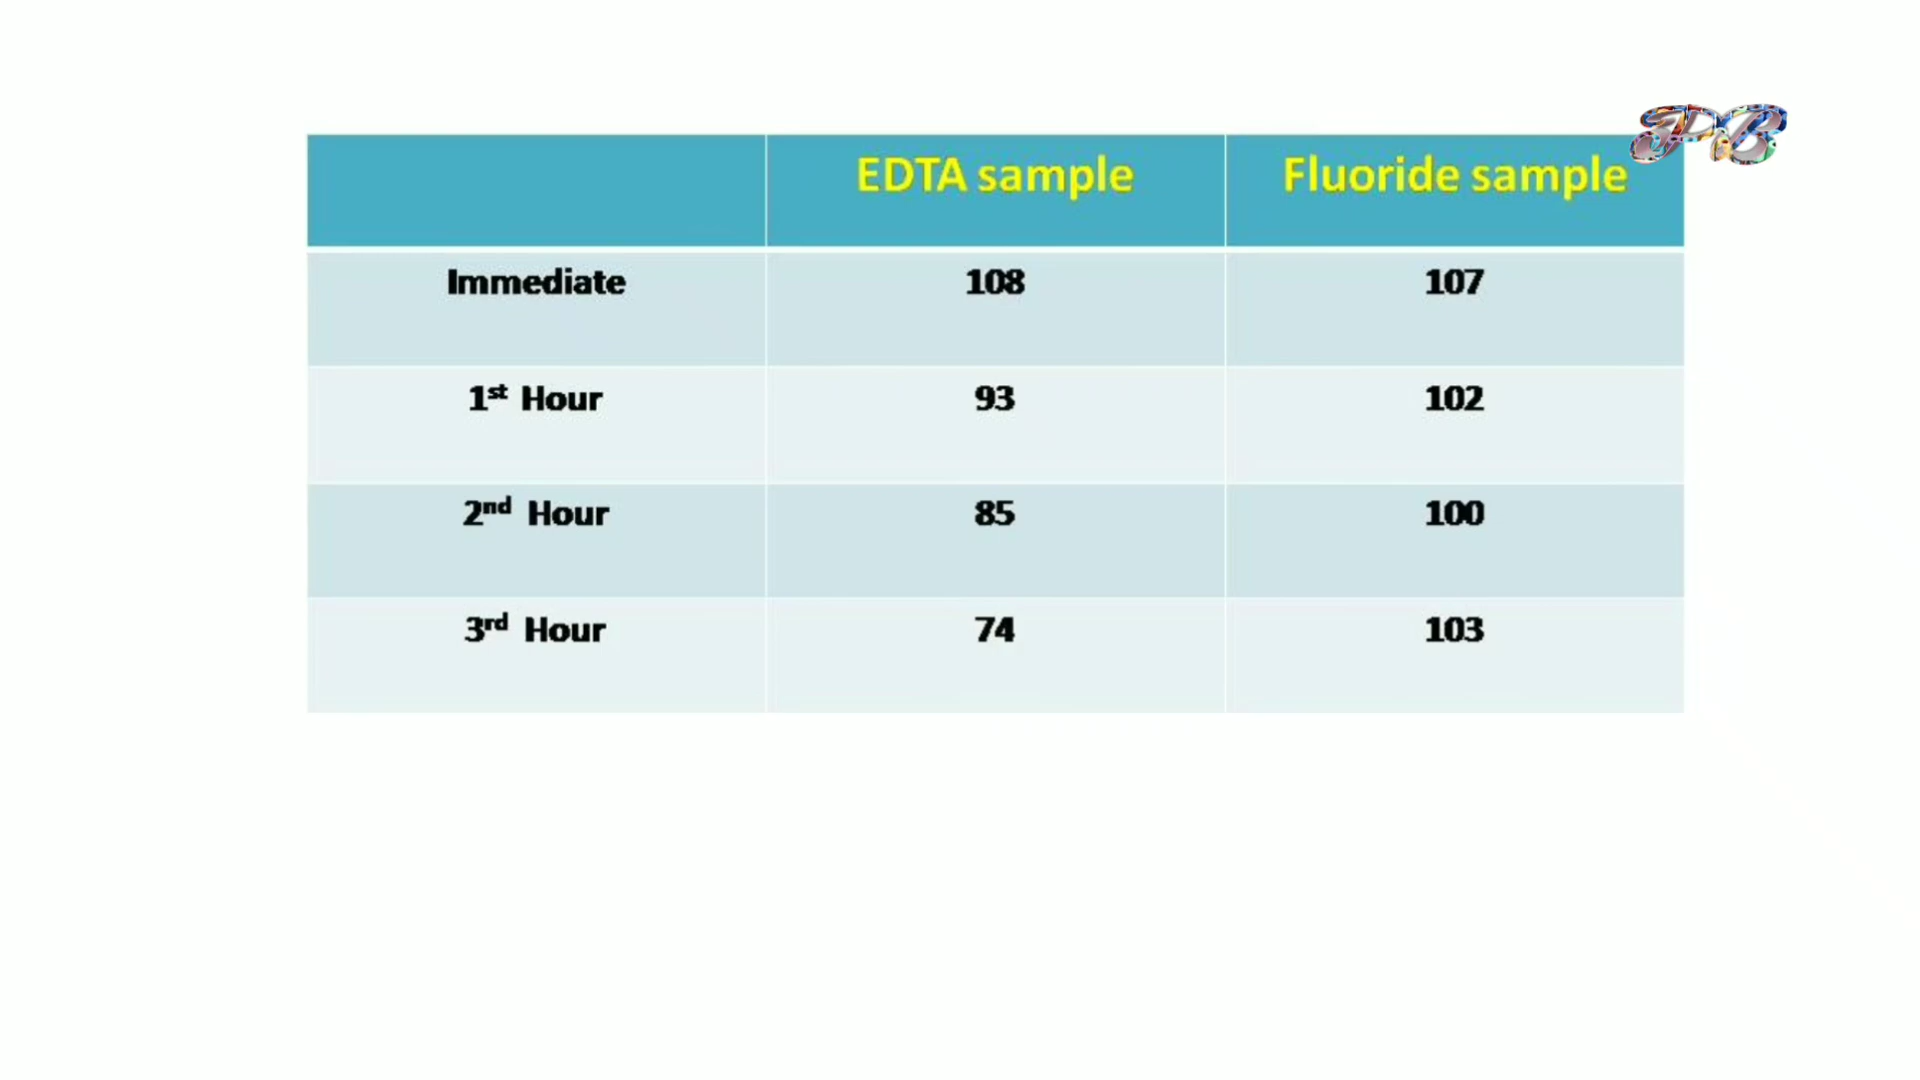 EDTA sample Fluoride sample
Immediate 108 107
1st Hour 93 102
2nd Hour 85 100
3rd Hour 74 103